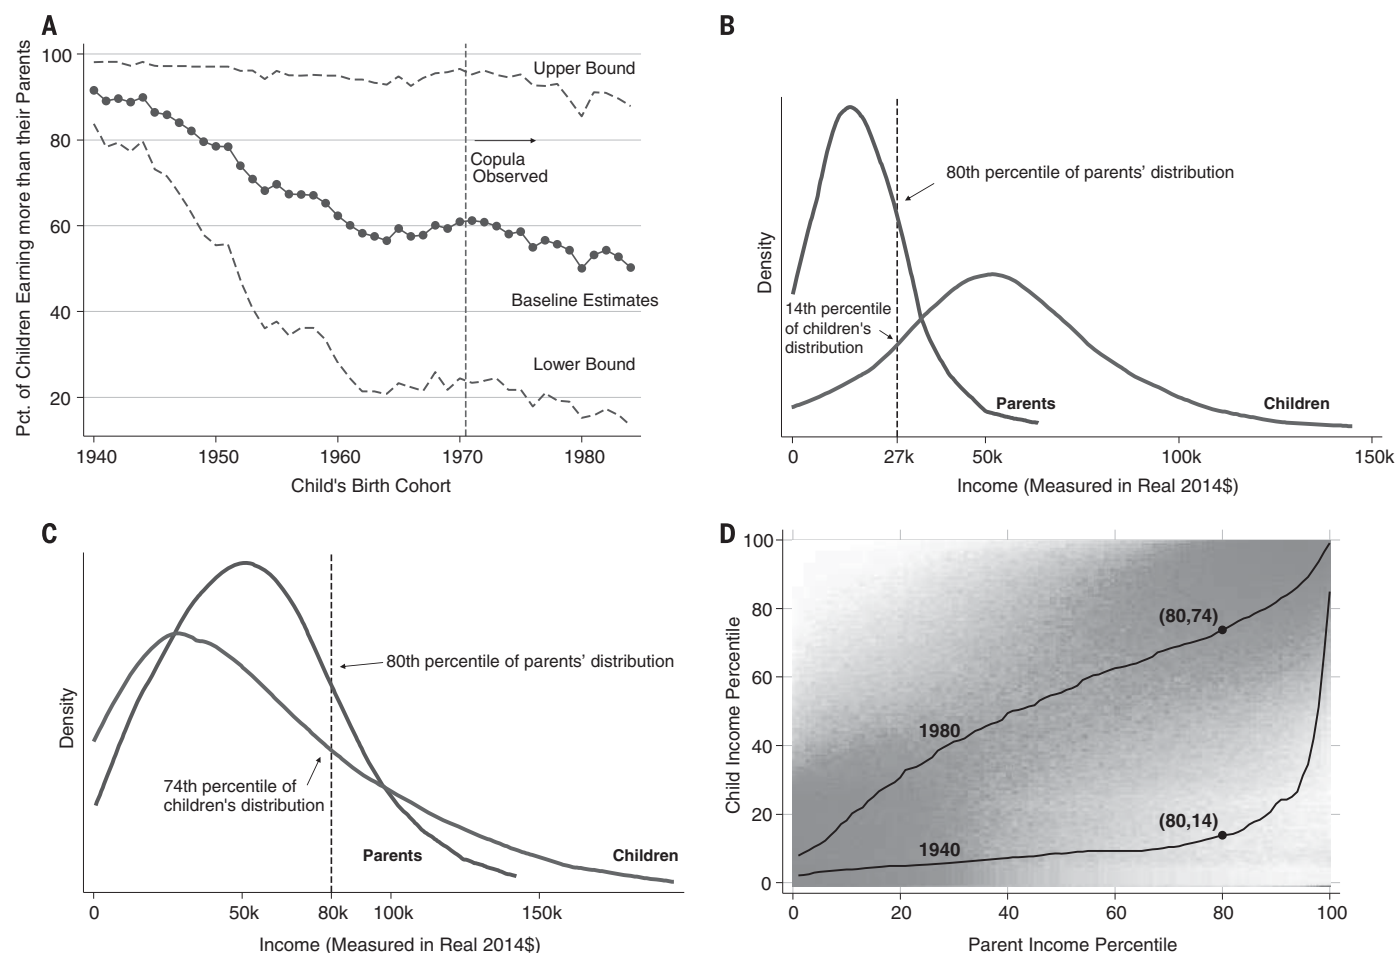 A
Pct. of Children Earning more than their Parents
100
80
60
40
20
Upper Bound
Copula
Observed
Baseline Estimates
Lower Bound
1940
1950
1960
1970
1980
Child's Birth Cohort
B
Density
80th percentile of parents’ distribution
14th percentile
of children's
distribution
Parents
Children
0
27k
50k
100k
150k
Income (Measured in Real 2014$)
C
Density
80th percentile of parents’ distribution
74th percentile of
children's distribution
Parents
Children
0
50k
80k
100k
150k
Income (Measured in Real 2014$)
D
Child Income Percentile
100
80
60
40
20
0
(80,74)
1980
(80,14)
1940
0
20
40
60
80
100
Parent Income Percentile